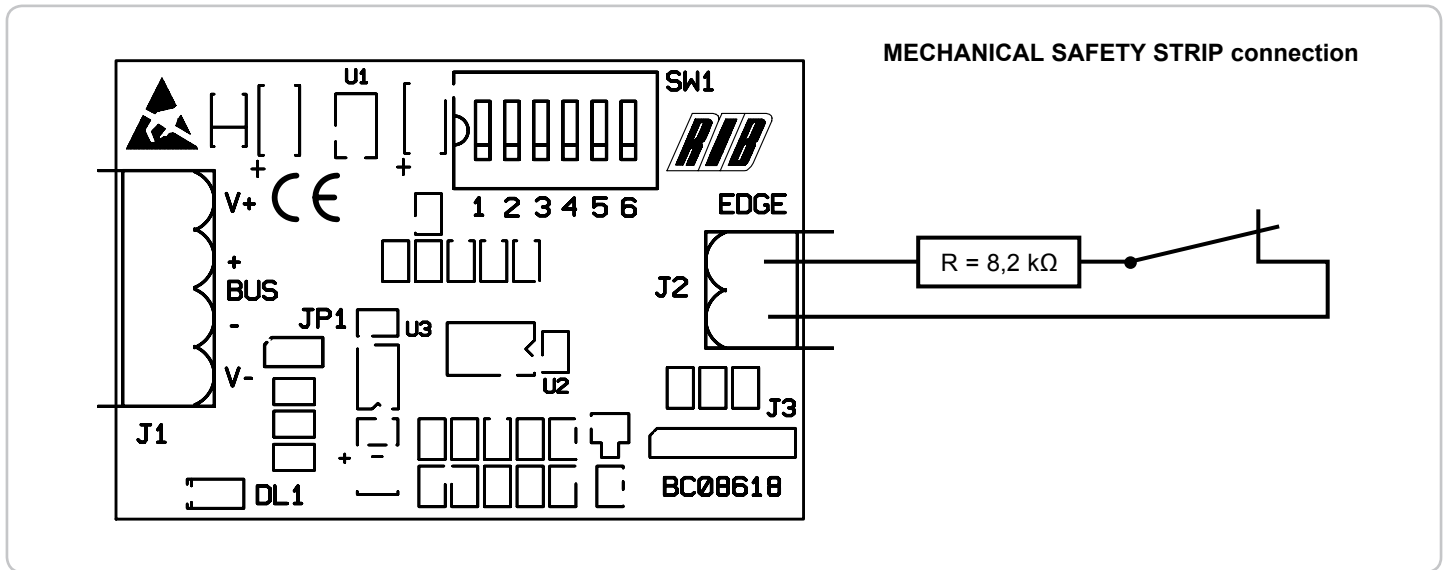 MECHANICAL SAFETY STRIP connection
U1
SW1
RIB
+
+
V+
CE
1 2 3 4 5 6
EDGE
+
BUS
-
V-
J2
R = 8,2 kΩ
JP1
U3
U2
J3
J1
+
-
DL1
BC08618